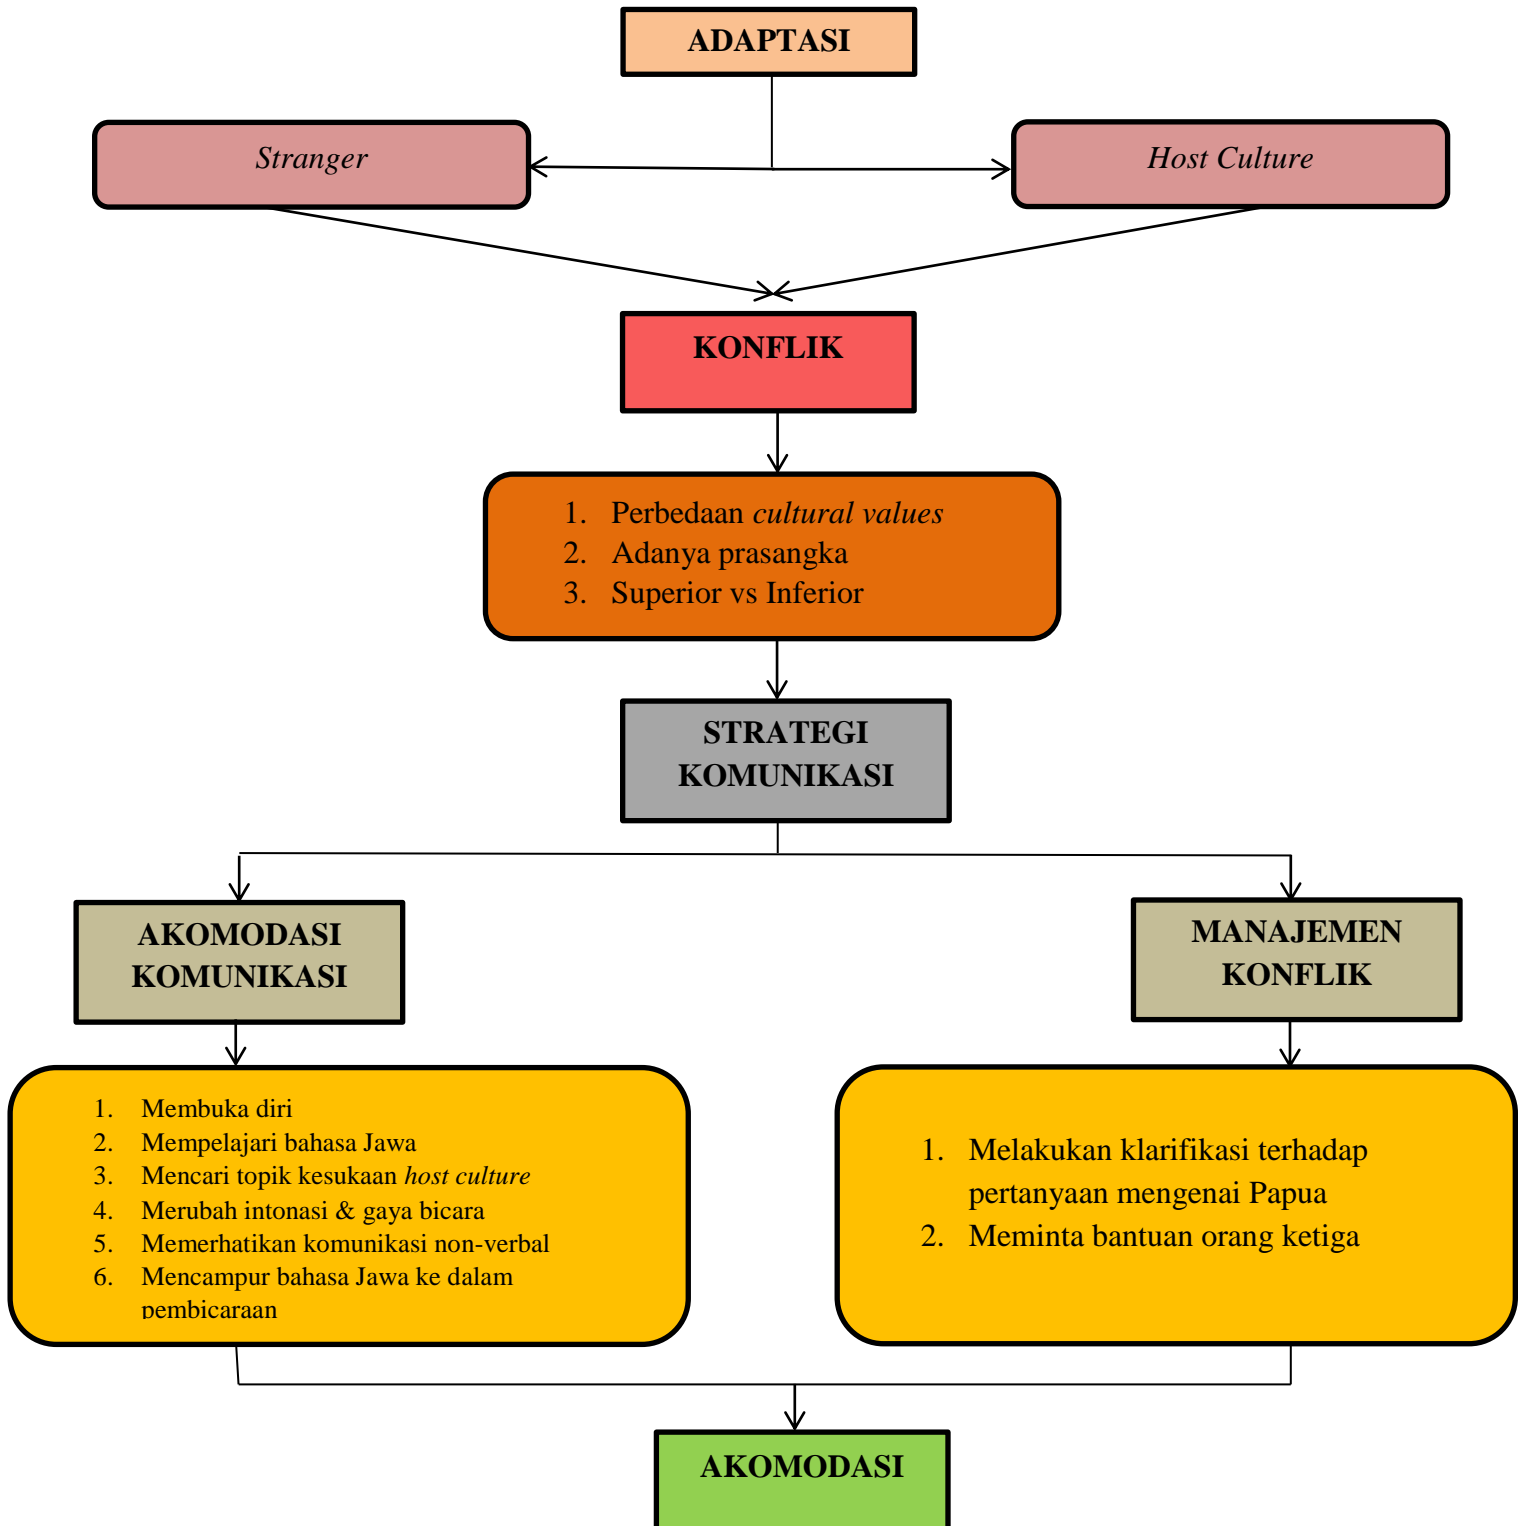 ADAPTASI
Stranger
Host Culture
KONFLIK
1. Perbedaan cultural values
2. Adanya prasangka
3. Superior vs Inferior
STRATEGI
KOMUNIKASI
AKOMODASI
KOMUNIKASI
MANAJEMEN
KONFLIK
1. Membuka diri
2. Mempelajari bahasa Jawa
3. Mencari topik kesukaan host culture
4. Merubah intonasi & gaya bicara
5. Memerhatikan komunikasi non-verbal
6. Mencampur bahasa Jawa ke dalam
pembicaraan
1. Melakukan klarifikasi terhadap
pertanyaan mengenai Papua
2. Meminta bantuan orang ketiga
AKOMODASI